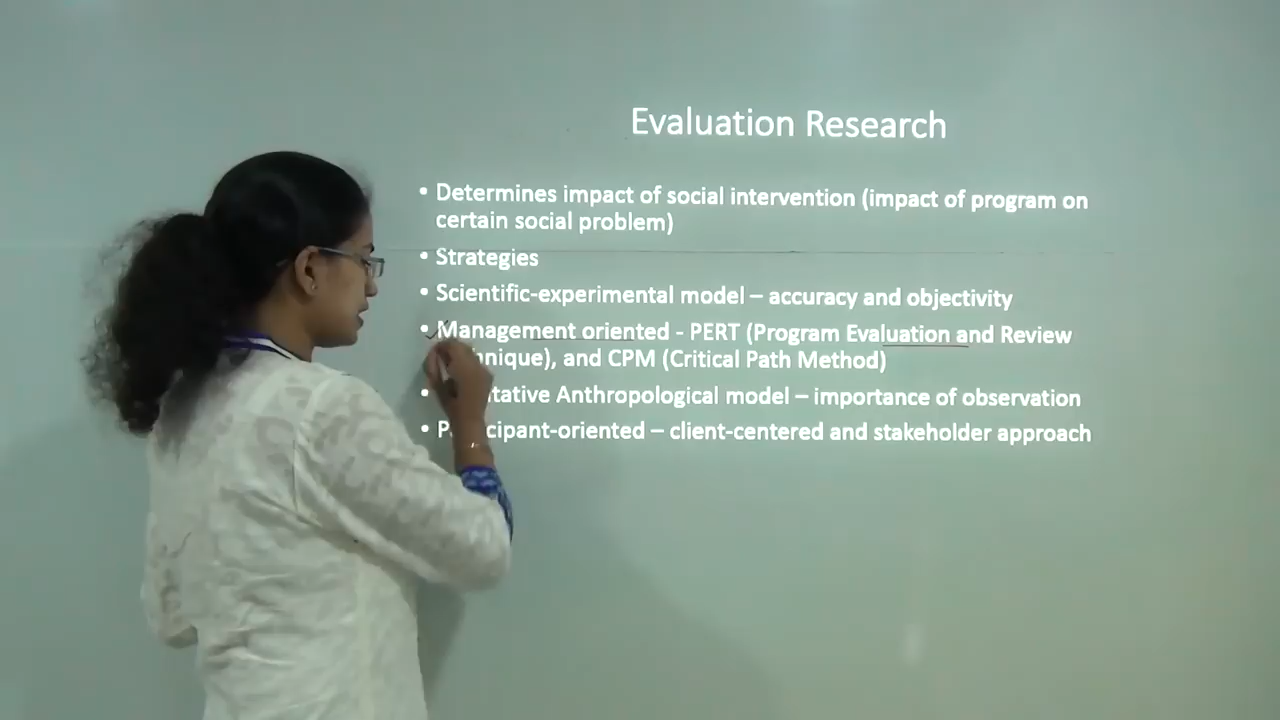 Evaluation Research
• Determines impact of social intervention (impact of program on
certain social problem)
• Strategies
• Scientific-experimental model – accuracy and objectivity
• Management oriented - PERT (Program Evaluation and Review
hnique), and CPM (Critical Path Method)
• tative Anthropological model – importance of observation
• P cipant-oriented – client-centered and stakeholder approach